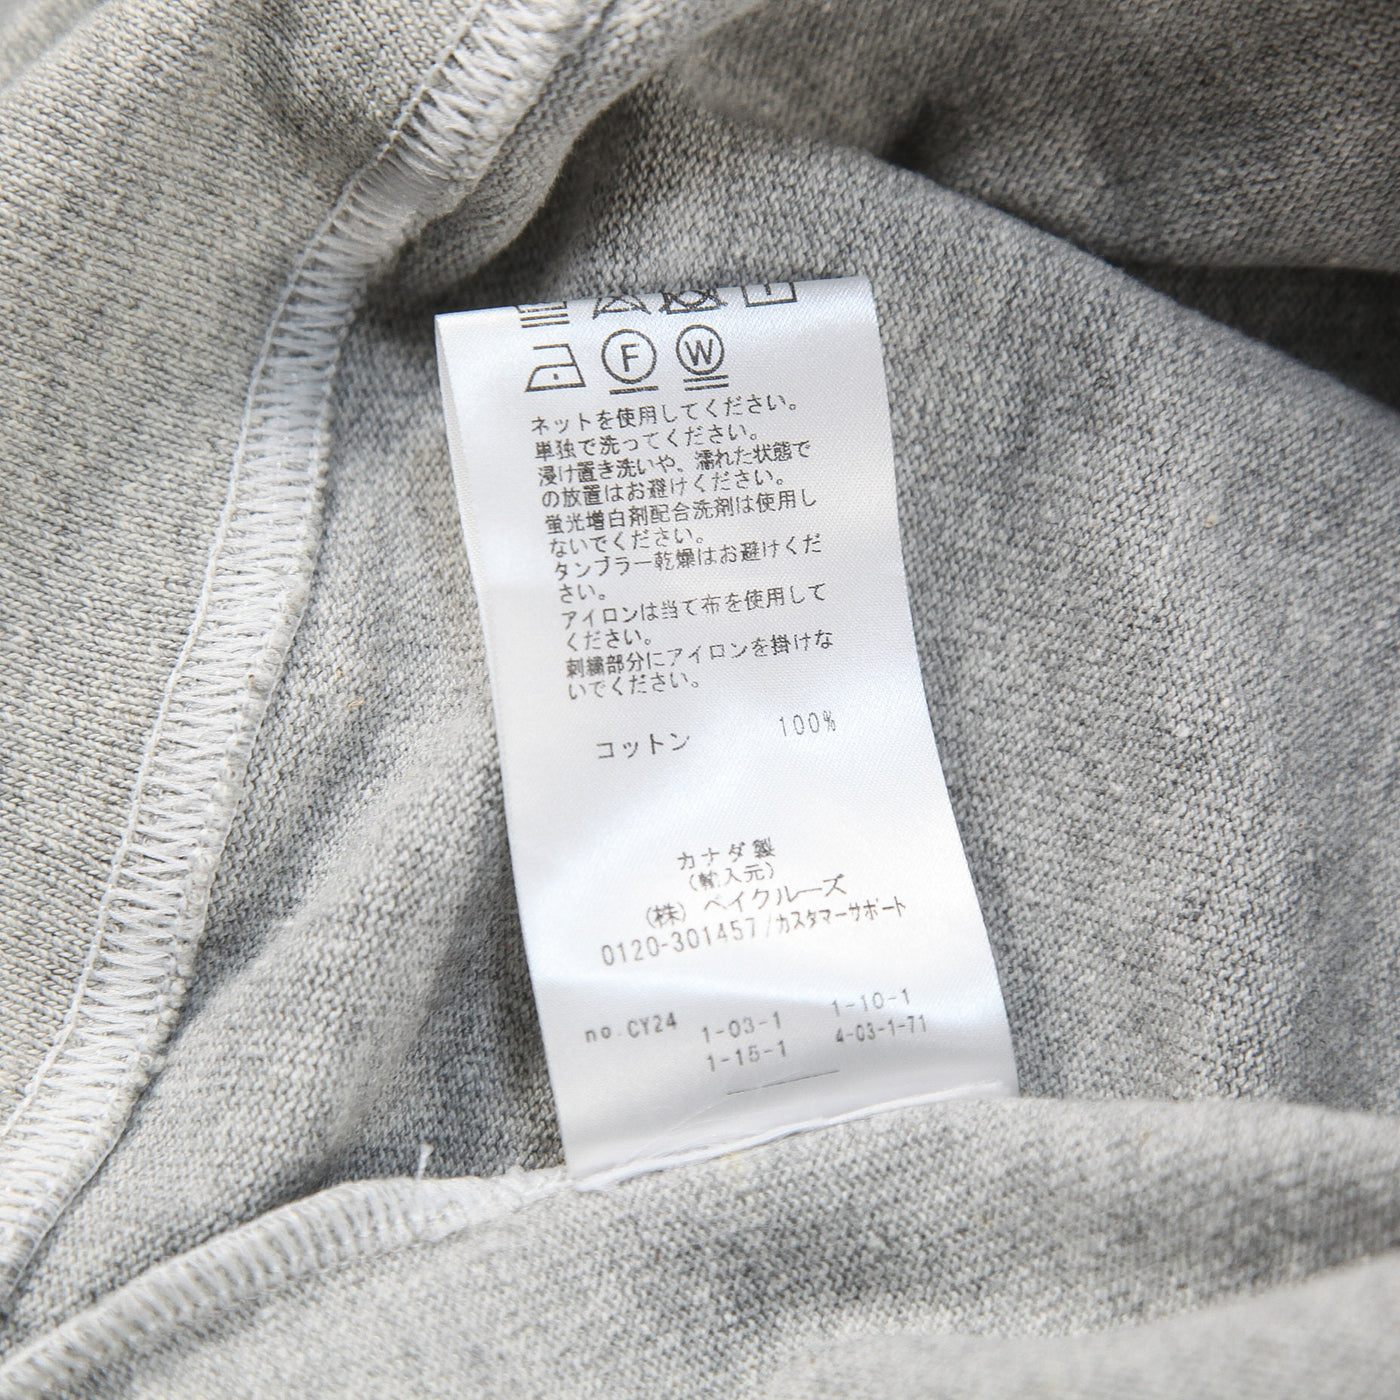 F W
ネットを使用してください。
単独で洗ってください。
浸け置き洗いや、濡れた状態で
の放置はお避けください。
蛍光増白剤配合洗剤は使用し
ないでください。
タンブラー乾燥はお避けくだ
さい。
アイロンは当て布を使用して
ください。
刺繍部分にアイロンを掛けな
いでください。
コットン 100%
カナダ製
(輸入元)
(株) ベイクルーズ
0120-301457/カスタマーサポート
no.CY24 1-03-1 1-10-1
1-15-1 4-03-1-71